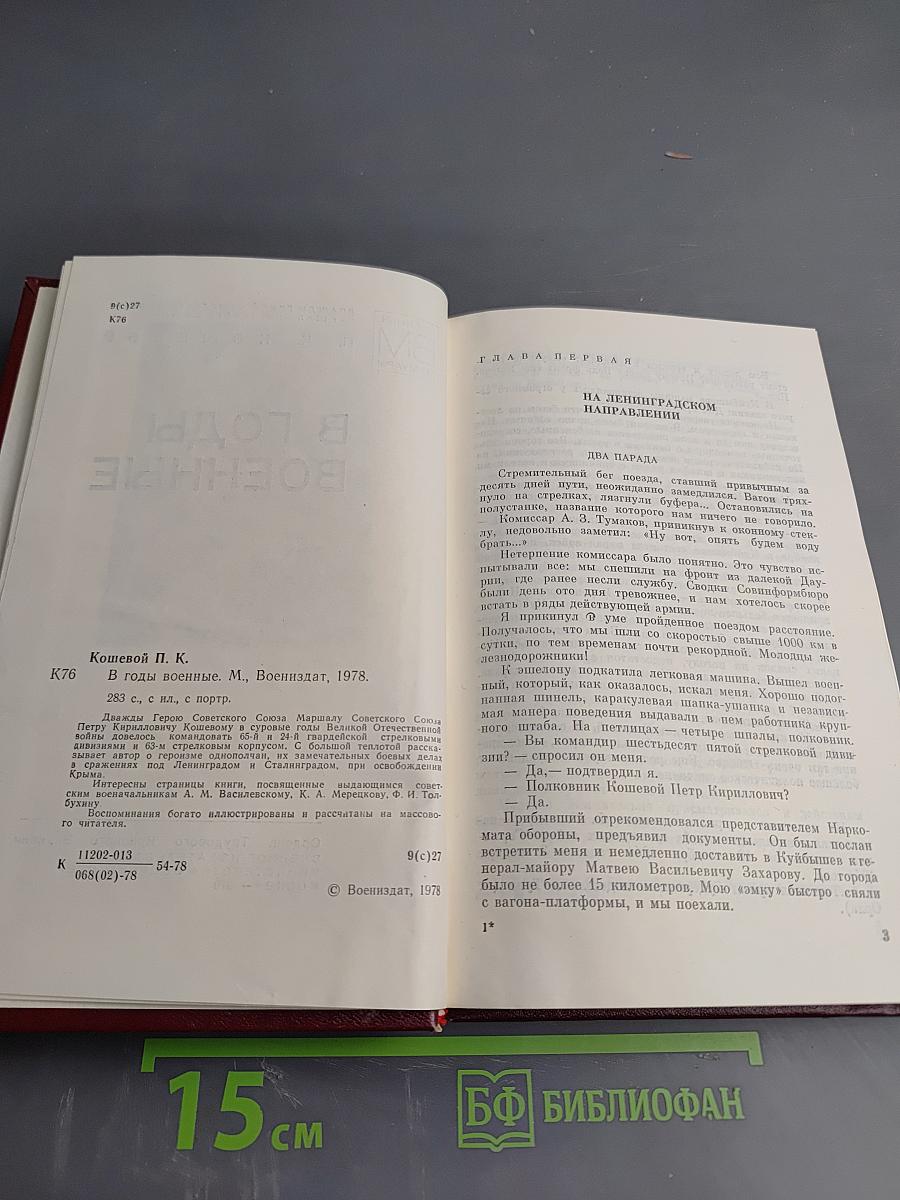 9(с)27
К76
В ГОДЫ
ВОЕННЫЕ
Кошевой П. К.
К76 В годы военные. М., Воениздат, 1978.
283 с., с ил., с портр.
Дважды Герою Советского Союза Маршалу Советского Союза
Петру Кирилловичу Кошевому в суровые годы Великой Отечественной
войны довелось командовать 65-й и 24-й гвардейской стрелковыми
дивизиями и 63-м стрелковым корпусом. С большой теплотой расска-
зывает автор о героизме однополчан, их замечательных боевых делах
в сражениях под Ленинградом и Сталинградом, при освобождении
Крыма.
Интересны страницы книги, посвященные выдающимся совет-
ским военачальникам А. М. Василевскому, К. А. Мерецкову, Ф. И. Тол-
бухину.
Воспоминания богато иллюстрированы и рассчитаны на массово-
го читателя.
К 11202-013
068(02)-78 54-78 9(с)27
© Воениздат, 1978
ГЛАВА ПЕРВАЯ
НА ЛЕНИНГРАДСКОМ
НАПРАВЛЕНИИ
ДВА ПАРАДА
Стремительный бег поезда, ставший привычным за
десять дней пути, неожиданно замедлился. Вагон трях-
нуло на стрелках, лязгнули буфера... Остановились на
полустанке, название которого нам ничего не говорило.
Комиссар А. З. Тумаков, приникнув к оконному стек-
лу, недовольно заметил: «Ну вот, опять будем воду
брать...»
Нетерпение комиссара было понятно. Это чувство ис-
пытывали все: мы спешили на фронт из далекой Дау-
рии, где ранее несли службу. Сводки Совинформбюро
были день ото дня тревожнее, и нам хотелось скорее
встать в ряды действующей армии.
Я прикинул в уме пройденное поездом расстояние.
Получалось, что мы шли со скоростью свыше 1000 км в
сутки, по тем временам почти рекордной. Молодцы же-
лезнодорожники!
К эшелону подкатила легковая машина. Вышел воен-
ный, который, как оказалось, искал меня. Хорошо подог-
нанная шинель, каракулевая шапка-ушанка и независи-
мая манера поведения выдавали в нем работника круп-
ного штаба. На петлицах — четыре шпалы, полковник.
— Вы командир шестьдесят пятой стрелковой диви-
зии? — спросил он меня.
— Да,— подтвердил я.
— Полковник Кошевой Петр Кириллович?
— Да.
Прибывший отрекомендовался представителем Нарко-
мата обороны, предъявил документы. Он был послан
встретить меня и немедленно доставить в Куйбышев к ге-
нерал-майору Матвею Васильевичу Захарову. До города
было не более 15 километров. Мою «эмку» быстро сняли
с вагона-платформы, и мы поехали.
1*
3
15 см
БФ БИБЛИОФАН